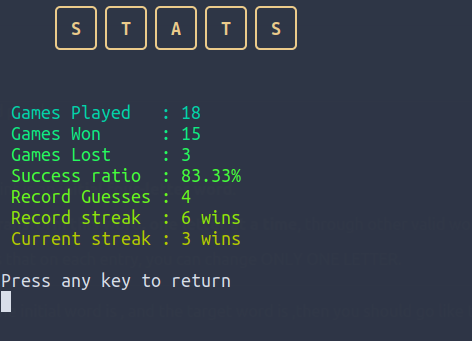 S T A T S
Games Played   : 18
Games Won      : 15
Games Lost     : 3
Success ratio  : 83.33%
Record Guesses : 4
Record streak  : 6 wins
Current streak : 3 wins
Press any key to return